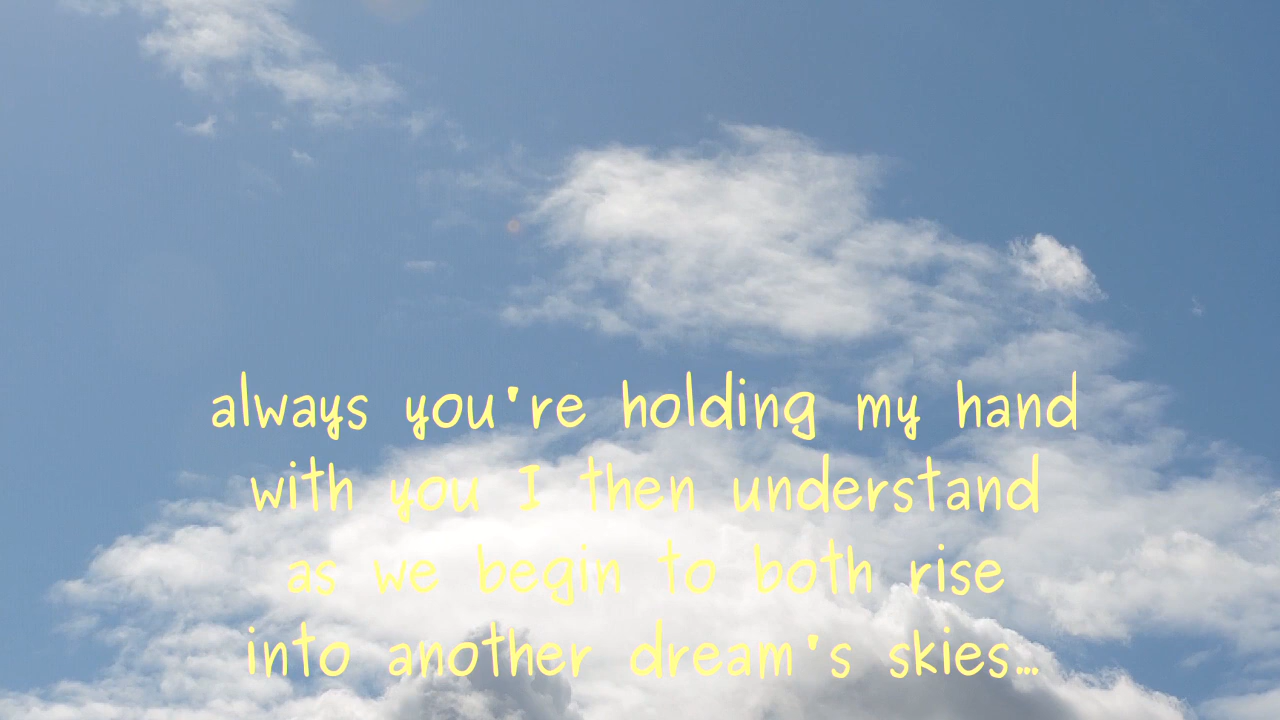 always you're holding my hand
with you I then understand
as we begin to both rise
into another dream's skies…